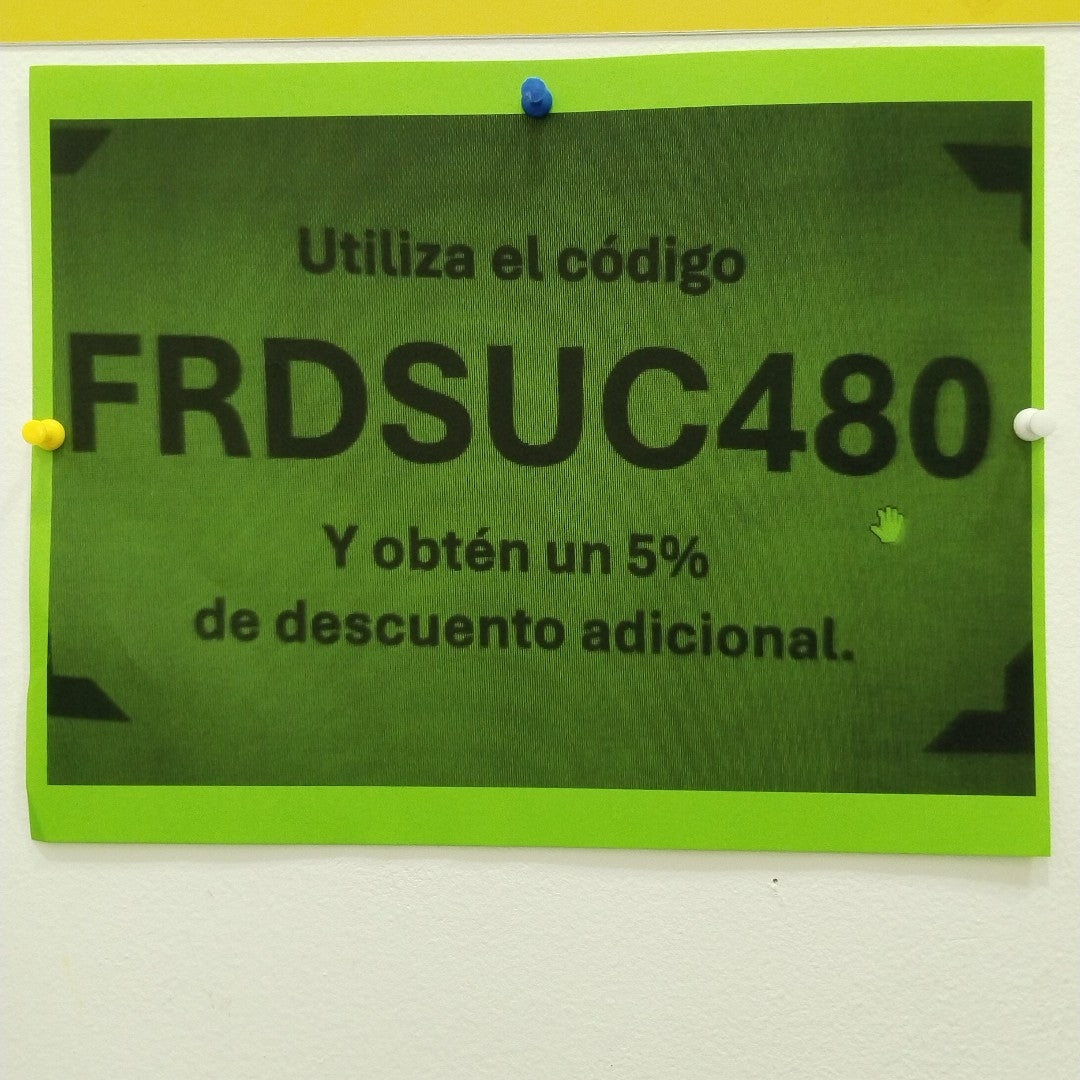 Utiliza el código
FRDSUC480
Y obtén un 5%
de descuento adicional.